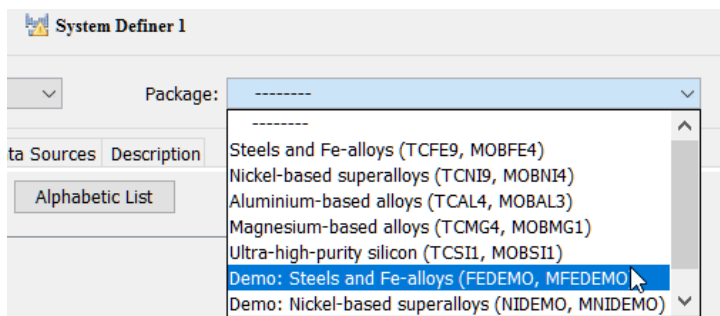 System Definer 1
Package: --------
--------
ta Sources Description
Steels and Fe-alloys (TCFE9, MOBFE4)
Nickel-based superalloys (TCNI9, MOBNI4)
Alphabetic List
Aluminium-based alloys (TCAL4, MOBAL3)
Magnesium-based alloys (TCMG4, MOBMG1)
Ultra-high-purity silicon (TCSI1, MOBSI1)
Demo: Steels and Fe-alloys (FEDEMO, MFEDEMO)
Demo: Nickel-based superalloys (NIDEMO, MNIDEMO)